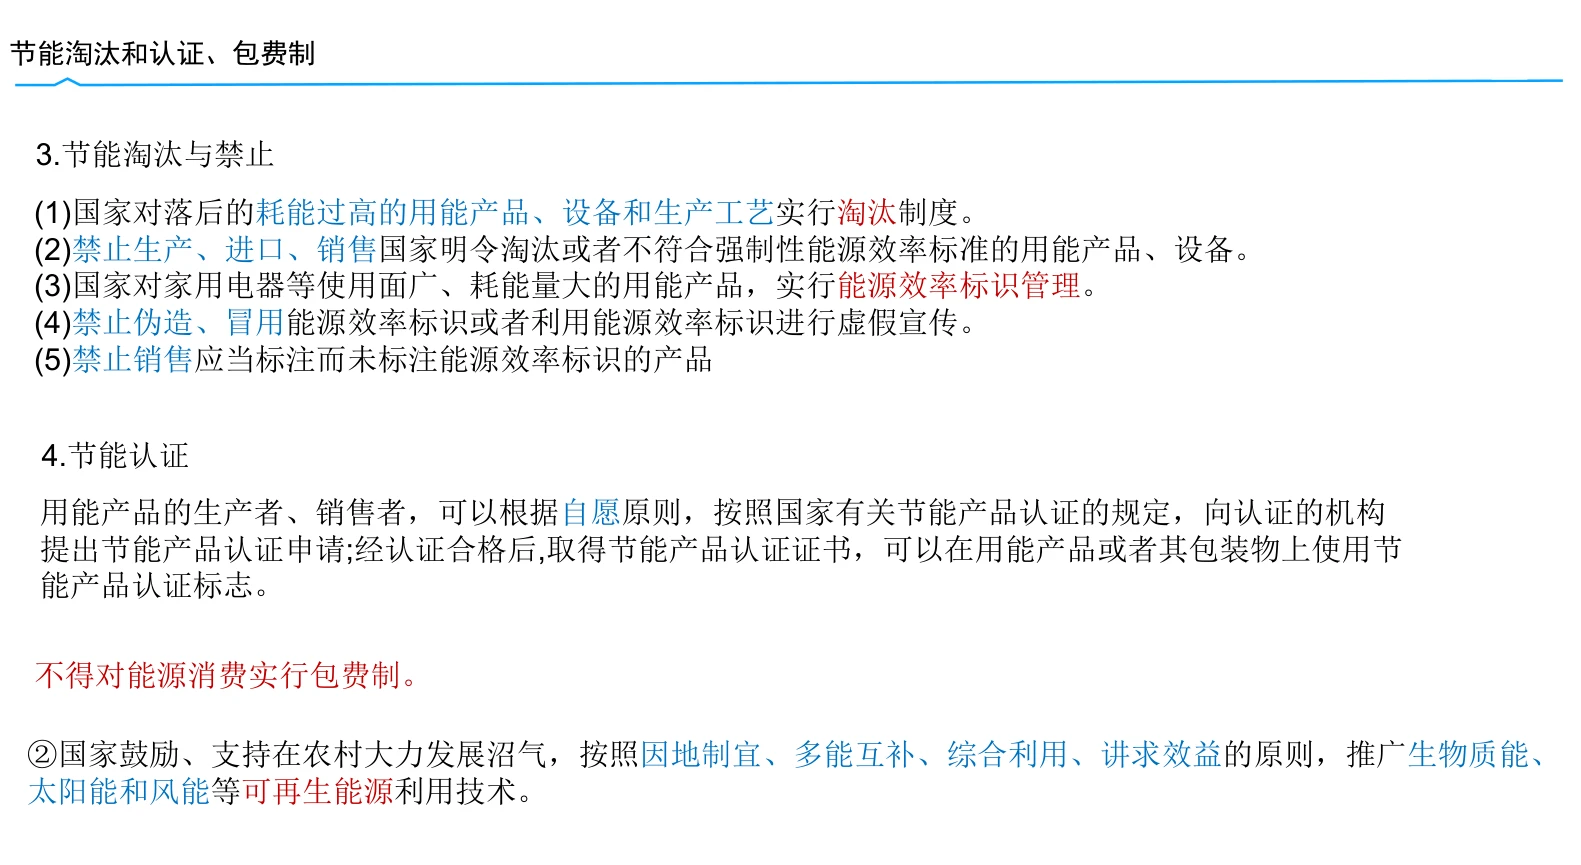 节能淘汰和认证、包费制
3.节能淘汰与禁止
(1)国家对落后的耗能过高的用能产品、设备和生产工艺实行淘汰制度。
(2)禁止生产、进口、销售国家明令淘汰或者不符合强制性能源效率标准的用能产品、设备。
(3)国家对家用电器等使用面广、耗能量大的用能产品，实行能源效率标识管理。
(4)禁止伪造、冒用能源效率标识或者利用能源效率标识进行虚假宣传。
(5)禁止销售应当标注而未标注能源效率标识的产品
4.节能认证
用能产品的生产者、销售者，可以根据自愿原则，按照国家有关节能产品认证的规定，向认证的机构
提出节能产品认证申请;经认证合格后,取得节能产品认证证书，可以在用能产品或者其包装物上使用节
能产品认证标志。
不得对能源消费实行包费制。
②国家鼓励、支持在农村大力发展沼气，按照因地制宜、多能互补、综合利用、讲求效益的原则，推广生物质能、
太阳能和风能等可再生能源利用技术。